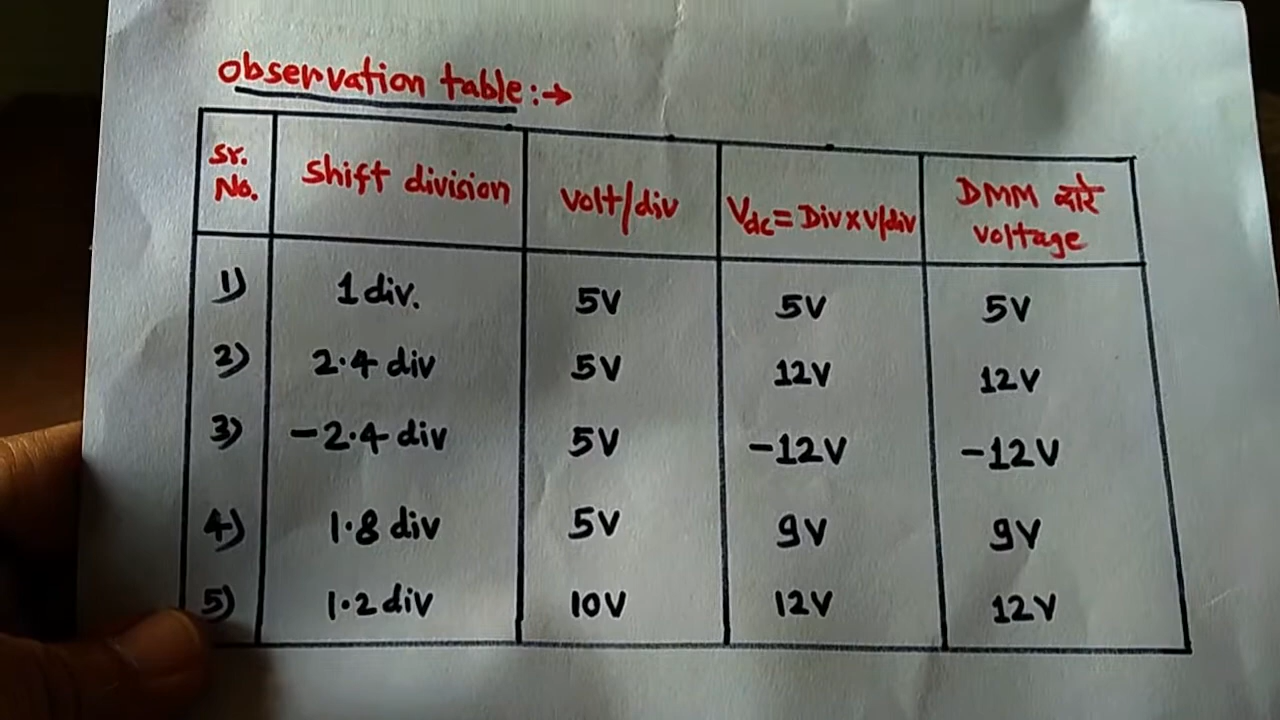 observation table:→
Sr. No. shift division volt/div Vdc = Div x v/div DMM द्वारे voltage
1) 1 div. 5V 5V 5V
2) 2.4 div 5V 12V 12V
3) -2.4 div 5V -12V -12V
4) 1.8 div 5V 9V 9V
5) 1.2 div 10V 12V 12V